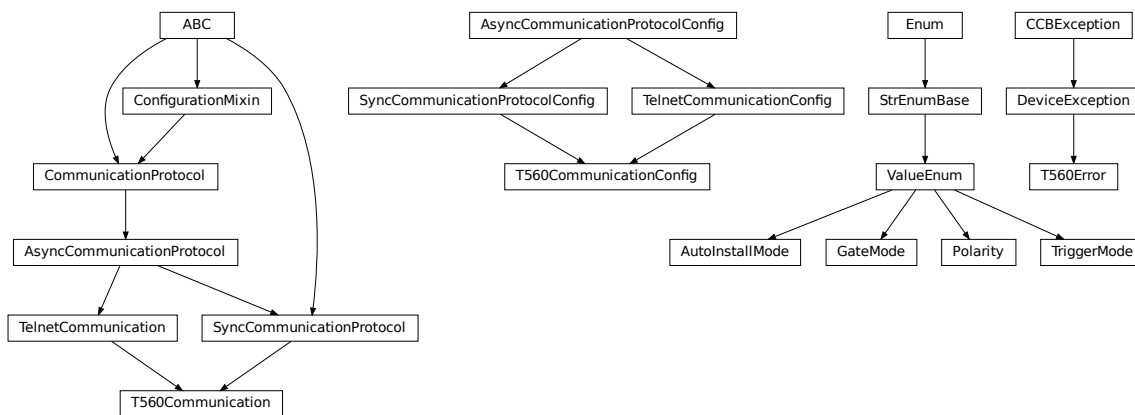 ABC
AsyncCommunicationProtocolConfig
Enum
CCBException
ConfigurationMixin
SyncCommunicationProtocolConfig
TelnetCommunicationConfig
StrEnumBase
DeviceException
CommunicationProtocol
T560CommunicationConfig
ValueEnum
T560Error
AsyncCommunicationProtocol
AutoInstallMode
GateMode
Polarity
TriggerMode
TelnetCommunication
SyncCommunicationProtocol
T560Communication